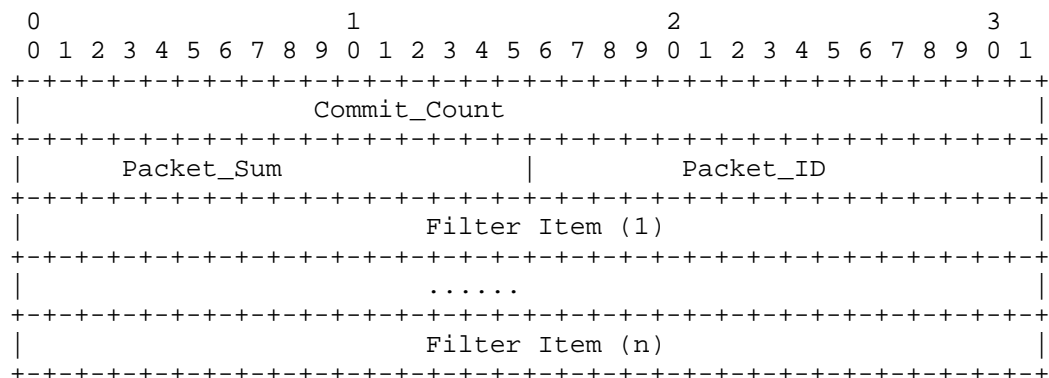 0                   1                   2                   3
 0 1 2 3 4 5 6 7 8 9 0 1 2 3 4 5 6 7 8 9 0 1 2 3 4 5 6 7 8 9 0 1
+-+-+-+-+-+-+-+-+-+-+-+-+-+-+-+-+-+-+-+-+-+-+-+-+-+-+-+-+-+-+-+-+
|                  Commit_Count                                 |
+-+-+-+-+-+-+-+-+-+-+-+-+-+-+-+-+-+-+-+-+-+-+-+-+-+-+-+-+-+-+-+-+
|      Packet_Sum               |         Packet_ID             |
+-+-+-+-+-+-+-+-+-+-+-+-+-+-+-+-+-+-+-+-+-+-+-+-+-+-+-+-+-+-+-+-+
|                         Filter Item (1)                       |
+-+-+-+-+-+-+-+-+-+-+-+-+-+-+-+-+-+-+-+-+-+-+-+-+-+-+-+-+-+-+-+-+
|                         ......                                |
+-+-+-+-+-+-+-+-+-+-+-+-+-+-+-+-+-+-+-+-+-+-+-+-+-+-+-+-+-+-+-+-+
|                         Filter Item (n)                       |
+-+-+-+-+-+-+-+-+-+-+-+-+-+-+-+-+-+-+-+-+-+-+-+-+-+-+-+-+-+-+-+-+